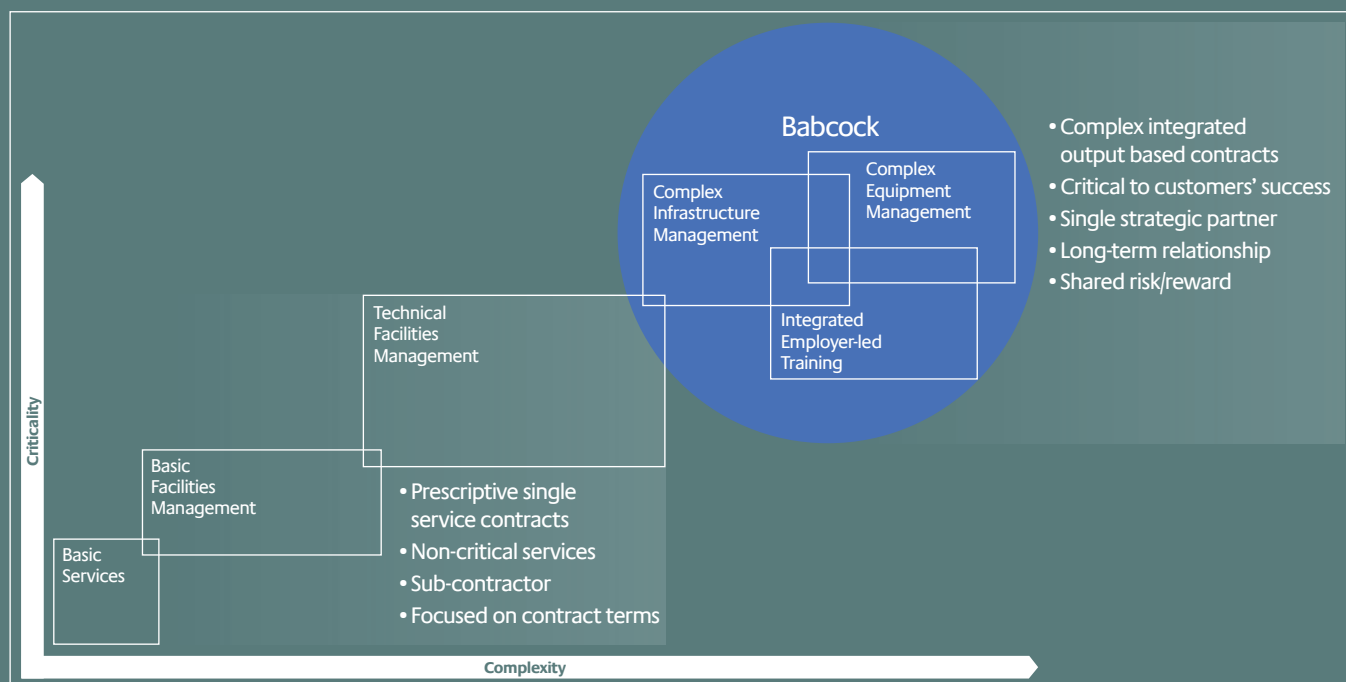 Babcock
Complex
Infrastructure
Management
Complex
Equipment
Management
Integrated
Employer-led
Training
• Complex integrated
output based contracts
• Critical to customers’ success
• Single strategic partner
• Long-term relationship
• Shared risk/reward
Technical
Facilities
Management
Basic
Facilities
Management
Basic
Services
• Prescriptive single
service contracts
• Non-critical services
• Sub-contractor
• Focused on contract terms
Criticality
Complexity